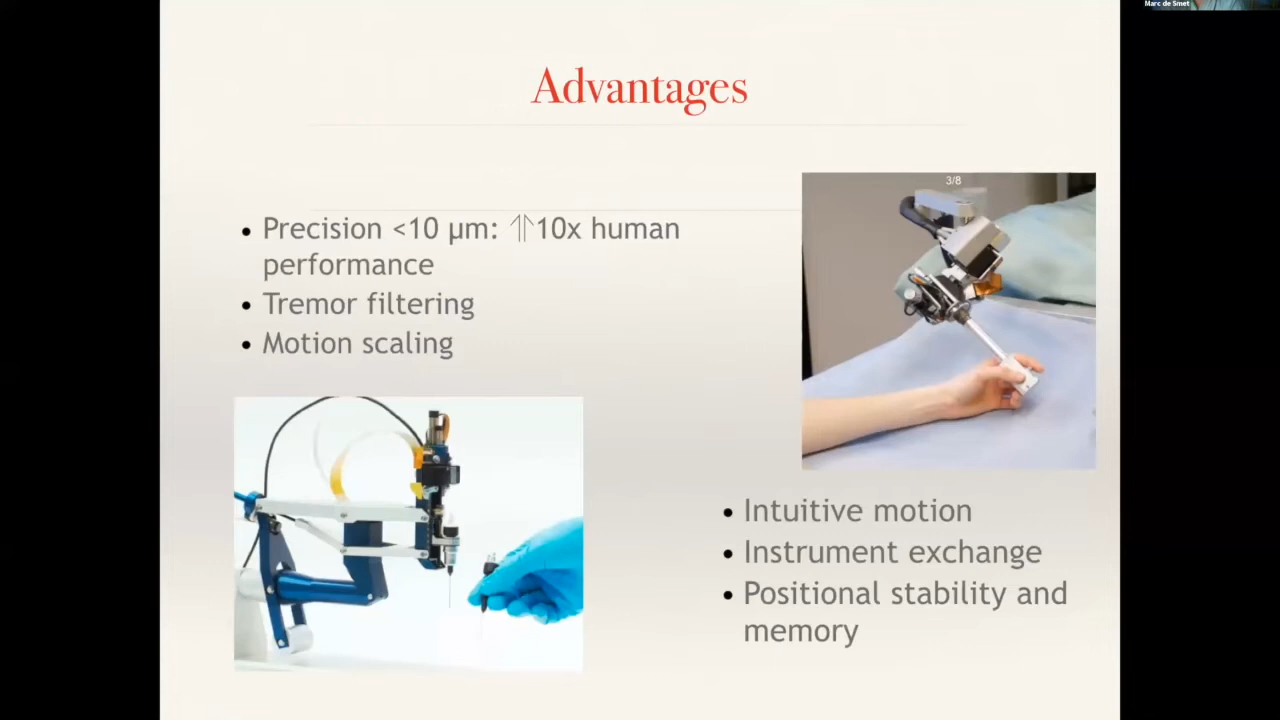 Marc de Smet
Advantages
3/8
• Precision <10 µm: ⇑10x human
performance
• Tremor filtering
• Motion scaling
• Intuitive motion
• Instrument exchange
• Positional stability and
memory